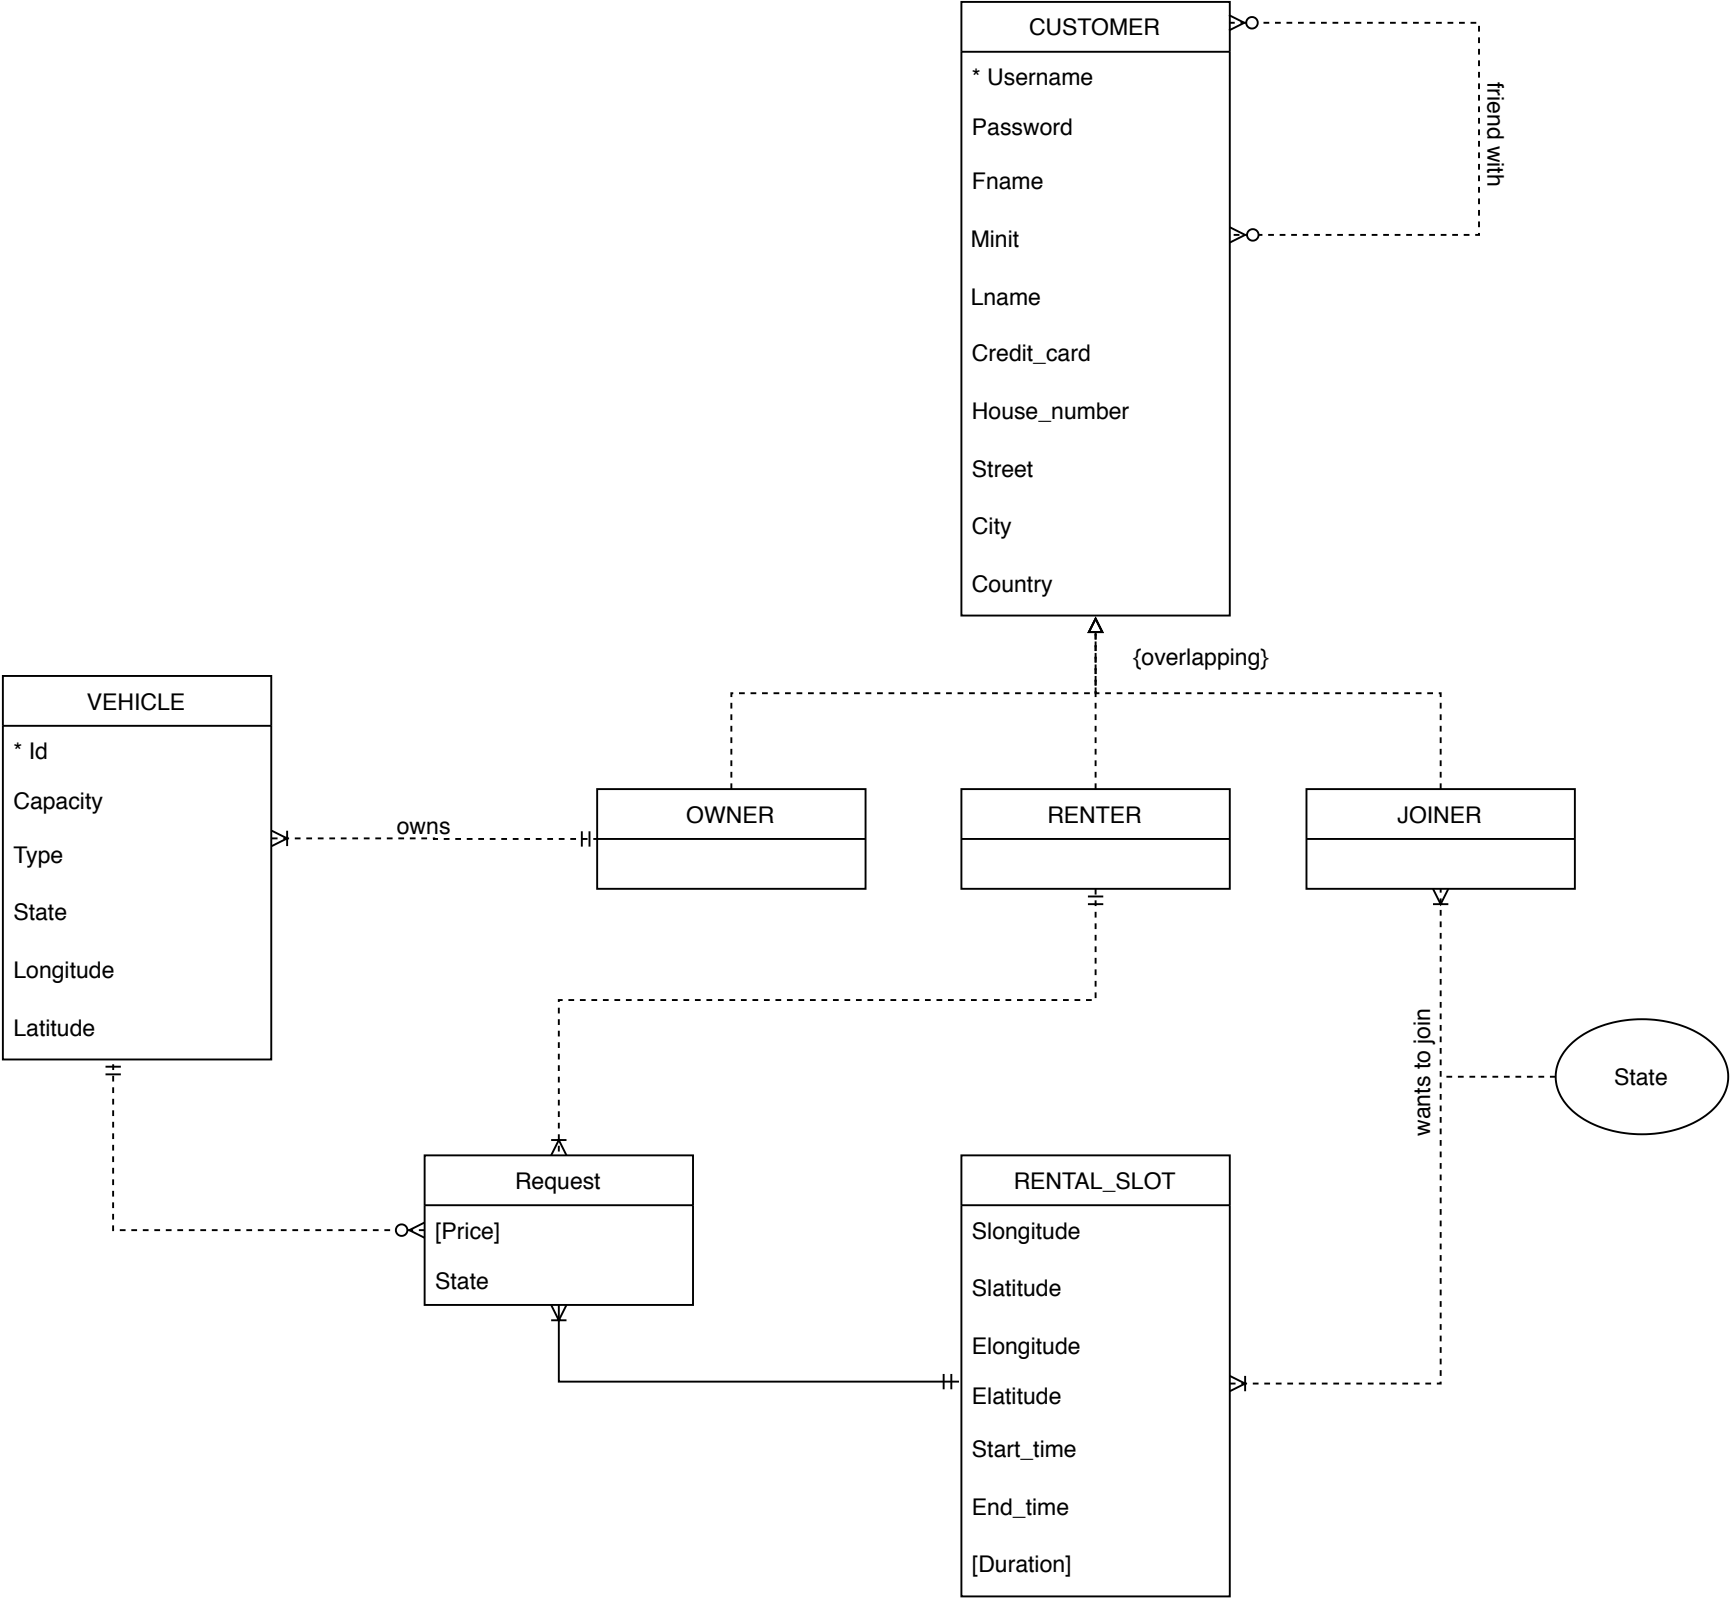 CUSTOMER
* Username
Password
Fname
Minit
Lname
Credit_card
House_number
Street
City
Country
friend with
{overlapping}
VEHICLE
* Id
Capacity
Type
State
Longitude
Latitude
owns
OWNER
RENTER
JOINER
wants to join
State
Request
[Price]
State
RENTAL_SLOT
Slongitude
Slatitude
Elongitude
Elatitude
Start_time
End_time
[Duration]